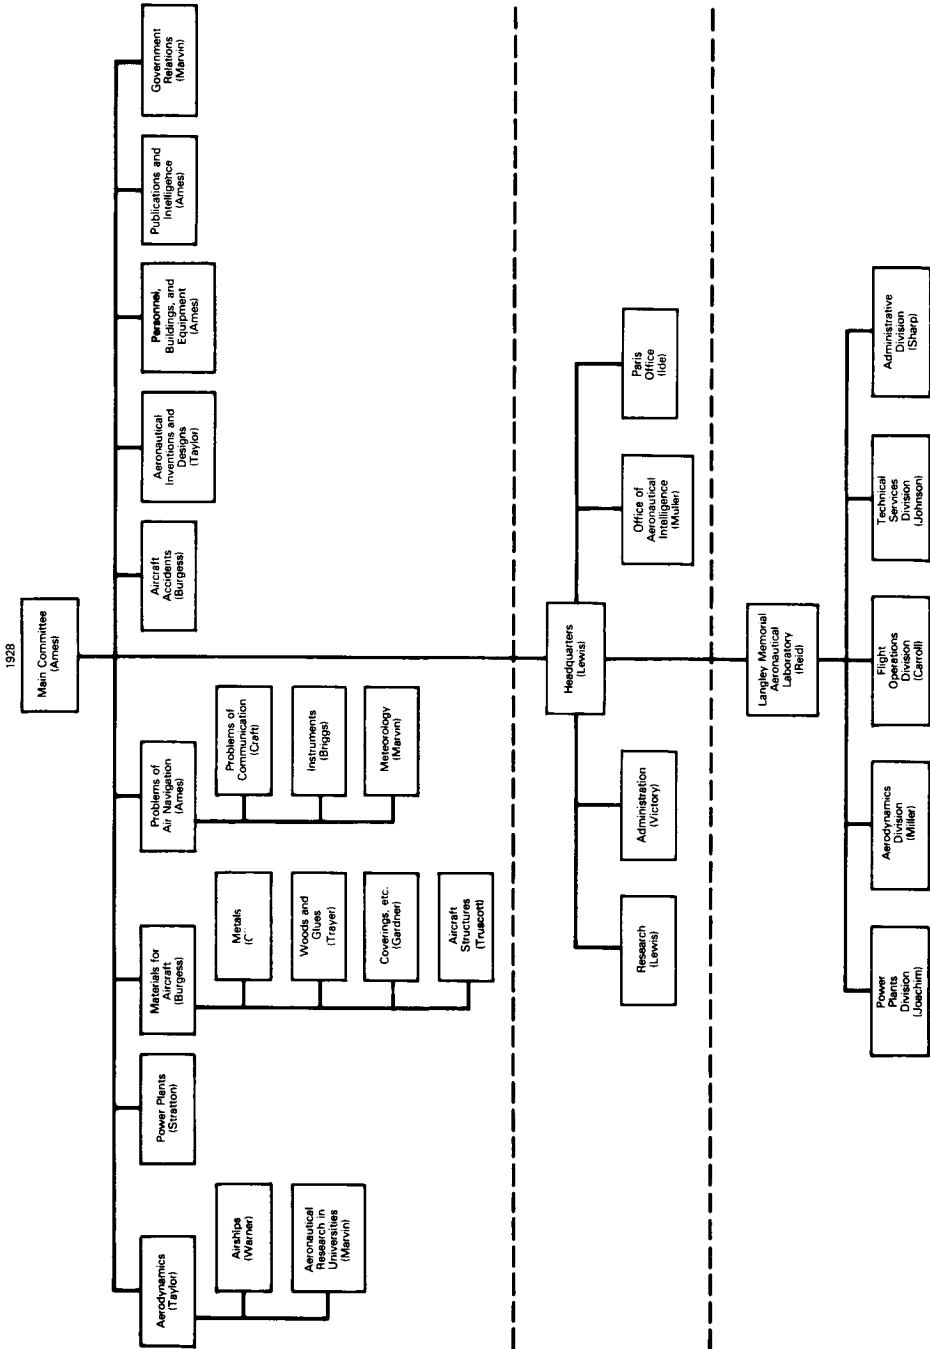 1928
Main Committee
(Ames)
Aerodynamics
(Taylor)
Power Plants
(Stratton)
Materials for
Aircraft
(Burgess)
Problems of
Air Navigation
(Ames)
Aircraft
Accidents
(Burgess)
Aeronautical
Inventions and
Designs
(Taylor)
Personnel,
Buildings, and
Equipment
(Ames)
Publications and
Intelligence
(Ames)
Government
Relations
(Marvin)
Airships
(Warner)
Aeronautical
Research in
Universities
(Marvin)
Metals
Woods and
Glues
(Trayer)
Coverings, etc.
(Gardner)
Aircraft
Structures
(Truscott)
Problems of
Communication
(Craft)
Instruments
(Briggs)
Meteorology
(Marvin)
Headquarters
(Lewis)
Research
(Lewis)
Administration
(Victory)
Office of
Aeronautical
Intelligence
(Muller)
Paris
Office
(Ide)
Langley Memorial
Aeronautical
Laboratory
(Reid)
Power
Plants
Division
(Joachim)
Aerodynamics
Division
(Miller)
Flight
Operations
Division
(Carroll)
Technical
Services
Division
(Johnson)
Administrative
Division
(Sharp)